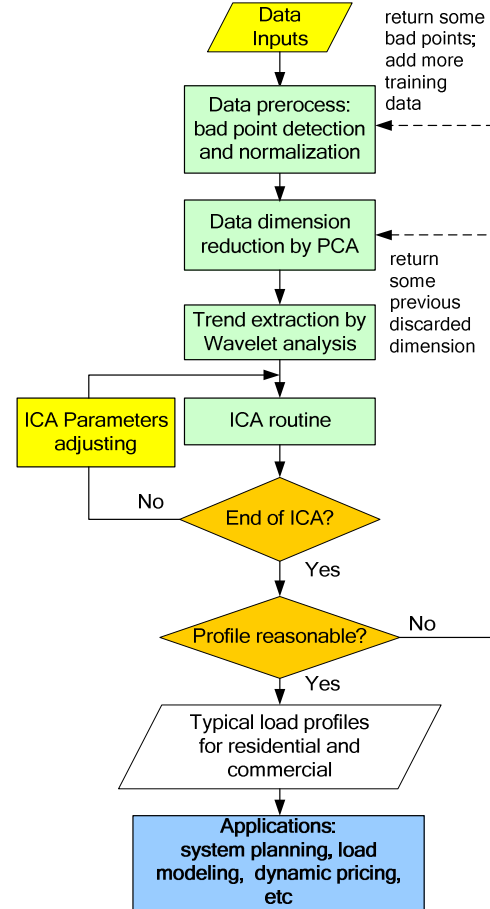 Data
Inputs
return some
bad points;
add more
training
data
Data prerocess:
bad point detection
and normalization
Data dimension
reduction by PCA
return
some
previous
discarded
dimension
Trend extraction by
Wavelet analysis
ICA Parameters
adjusting
ICA routine
No
End of ICA?
Yes
Profile reasonable?
No
Yes
Typical load profiles
for residential and
commercial
Applications:
system planning, load
modeling, dynamic pricing,
etc